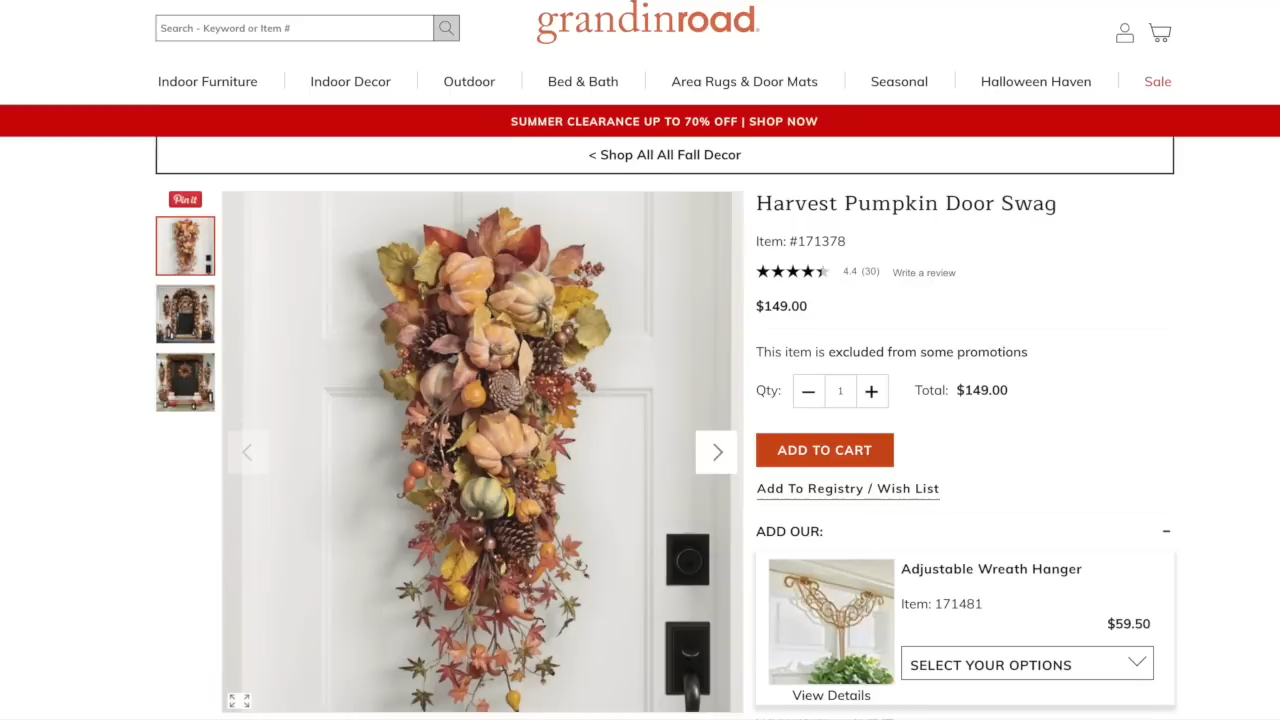 Search - Keyword or Item #
grandinroad
Indoor Furniture
Indoor Decor
Outdoor
Bed & Bath
Area Rugs & Door Mats
Seasonal
Halloween Haven
Sale
SUMMER CLEARANCE UP TO 70% OFF | SHOP NOW
< Shop All All Fall Decor
Pin it
Harvest Pumpkin Door Swag
Item: #171378
4.4 (30) Write a review
$149.00
This item is excluded from some promotions
Qty: 1 Total: $149.00
ADD TO CART
Add To Registry / Wish List
ADD OUR:
Adjustable Wreath Hanger
Item: 171481
$59.50
SELECT YOUR OPTIONS
View Details